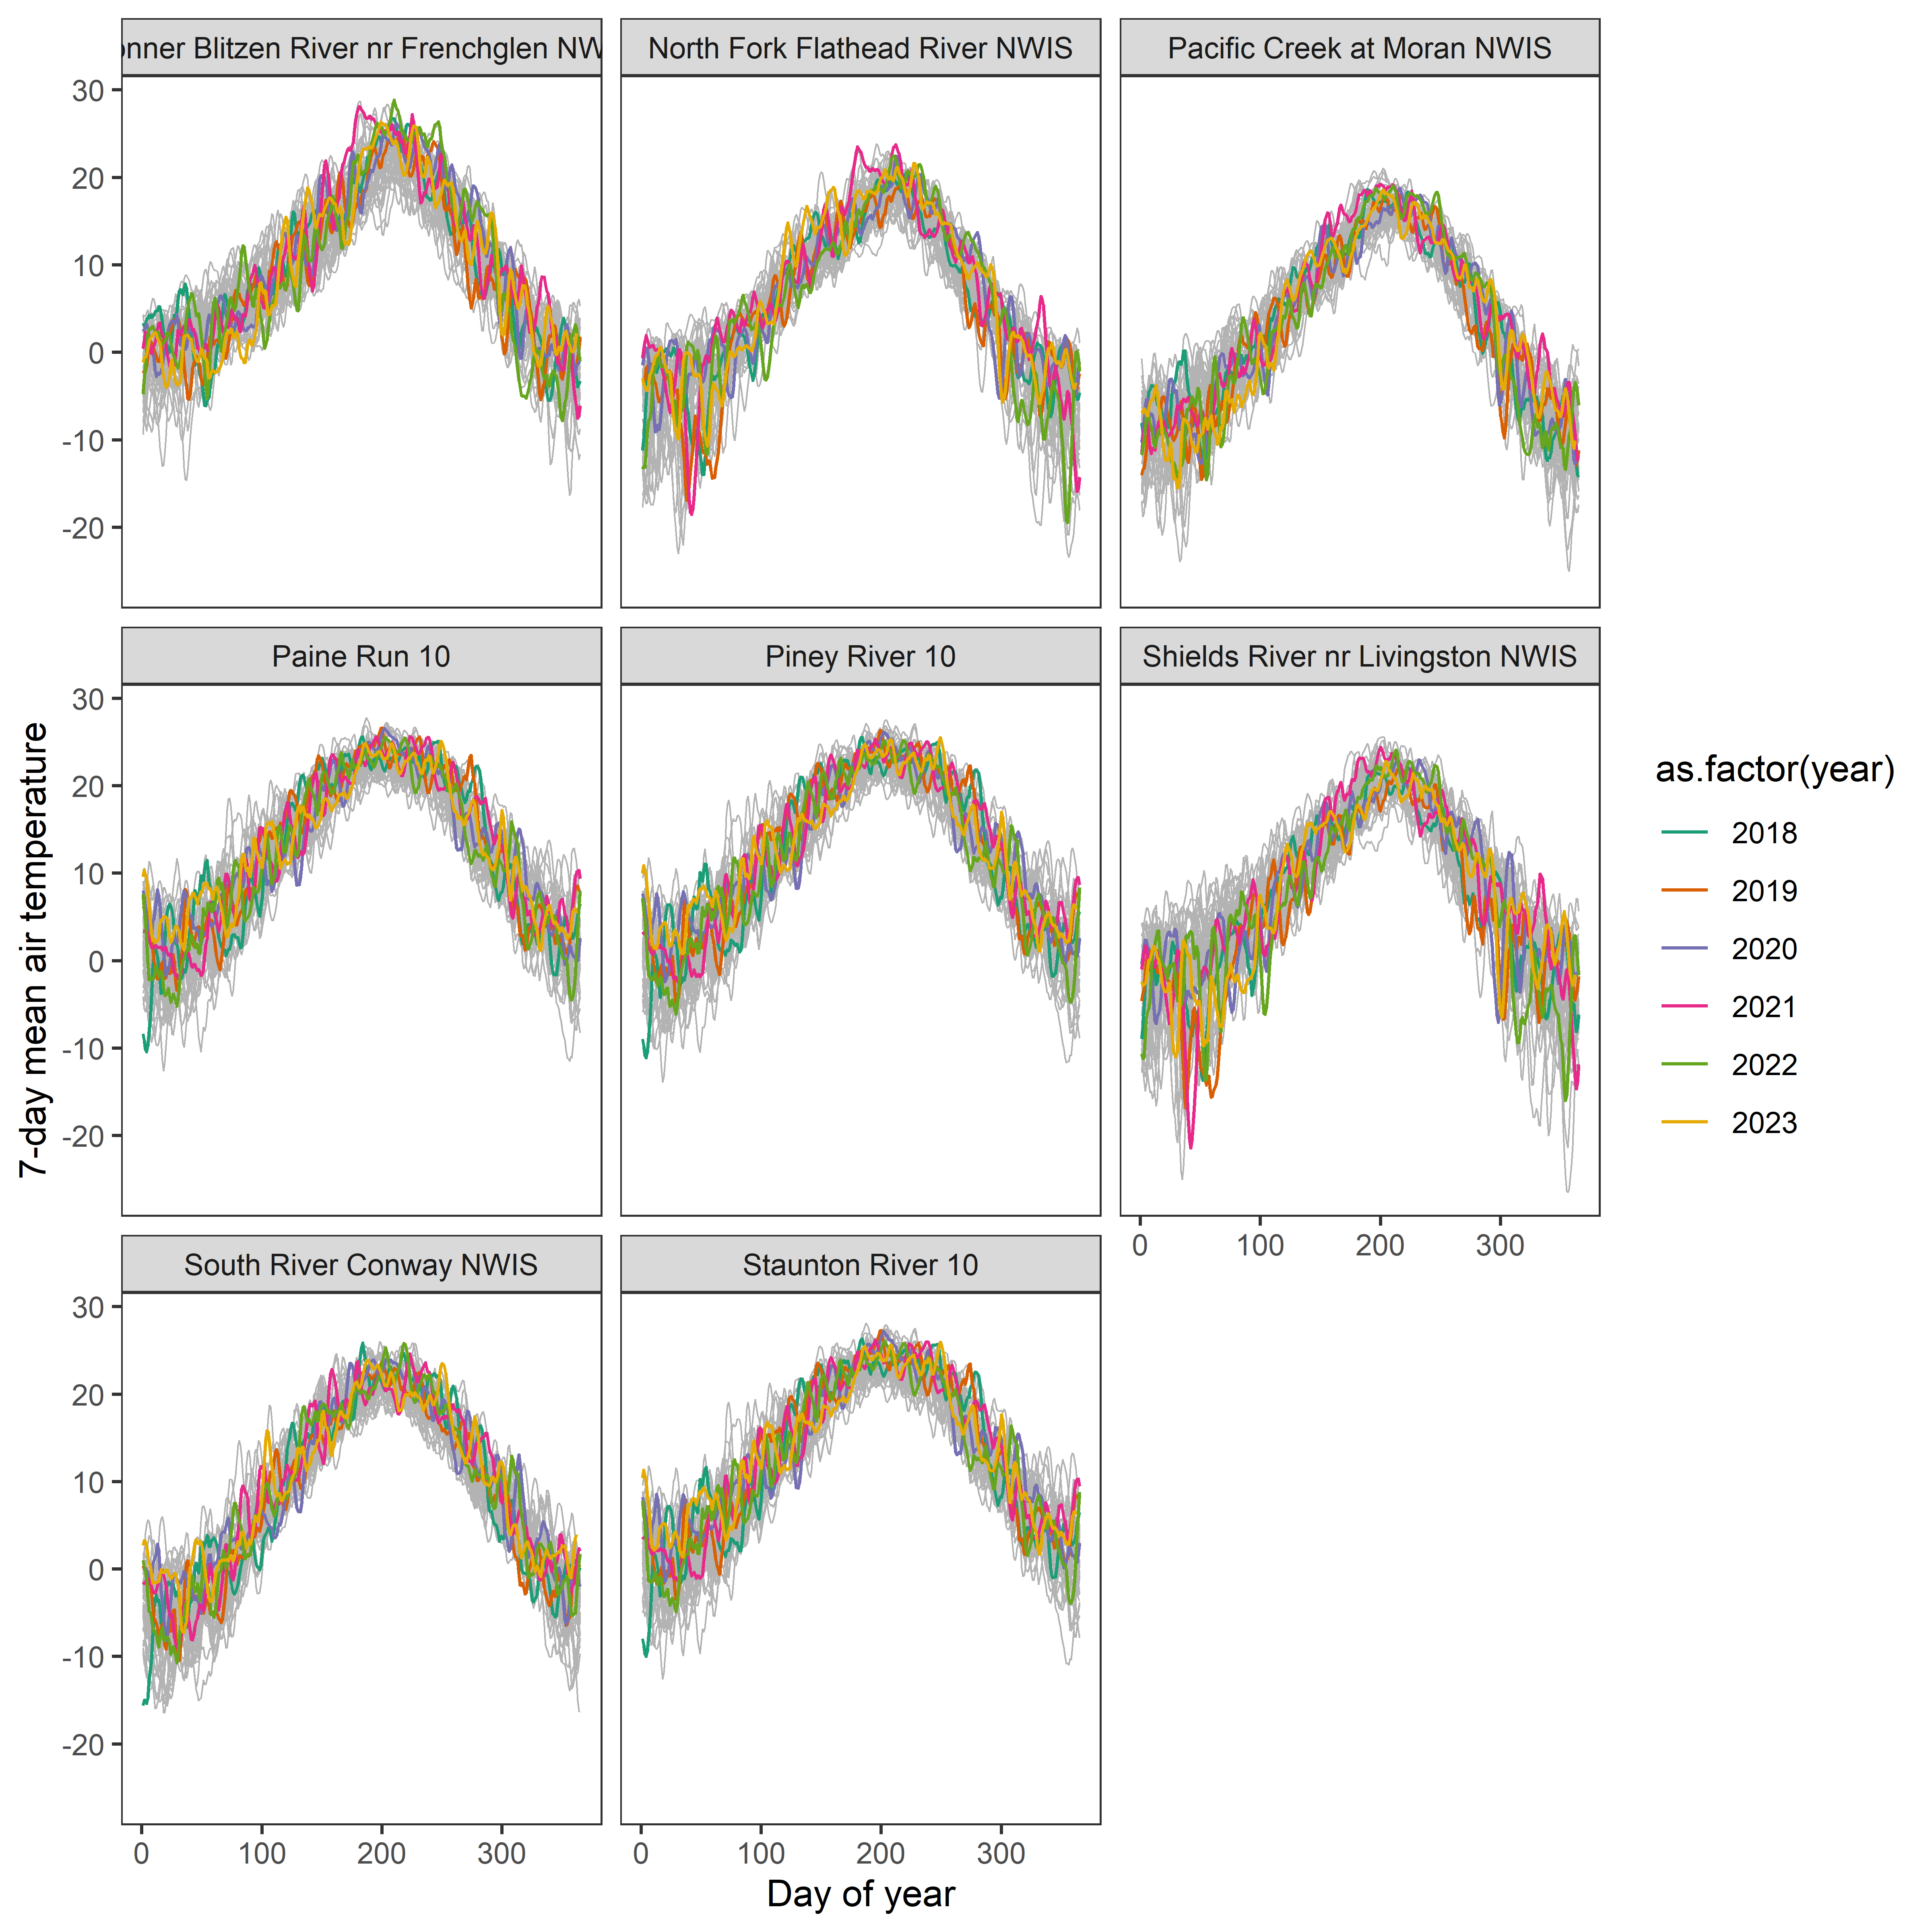 onner Blitzen River nr Frenchglen NW
North Fork Flathead River NWIS
Pacific Creek at Moran NWIS
30
20
10
0
-10
-20
Paine Run 10
Piney River 10
Shields River nr Livingston NWIS
30
20
10
0
-10
-20
0 100 200 300
South River Conway NWIS
Staunton River 10
30
20
10
0
-10
-20
0 100 200 300
0 100 200 300
Day of year
7-day mean air temperature
as.factor(year)
2018
2019
2020
2021
2022
2023